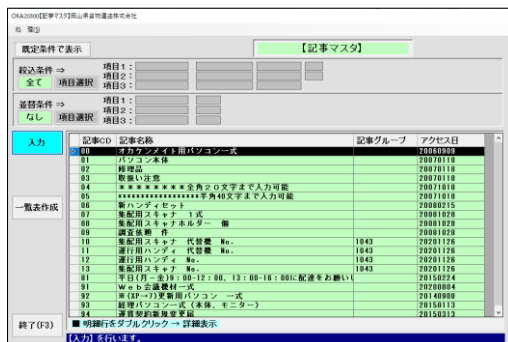 OKA20300【記事マスタ】岡山県貨物運送株式会社
処 理(S)
既定条件で表示
【記事マスタ】
絞込条件 ⇒
項目1：
項目2：
項目3：
全て 項目選択
並替条件 ⇒
項目1：
項目2：
項目3：
なし 項目選択
入力
一覧表作成
終了(F3)
記事CD 記事名称 記事グループ アクセス日
00 オカケンメイト用パソコン一式 20060909
01 パソコン本体 20070118
02 修理品 20070118
03 取扱い注意 20070118
04 ＊＊＊＊＊＊＊＊全角２０文字まで入力可能 20071018
05 ******************半角40文字まで入力可能 20071018
06 新ハンディセット 20080215
07 集配用スキャナ １式 20081028
08 集配用スキャナホルダー 個 20081028
09 調査依頼 件 20081028
10 集配用スキャナ 代替機 No. 1043 20201126
11 運行用ハンディ 代替機 No. 1043 20201126
12 運行用ハンディ No. 1043 20201126
13 集配用スキャナ No. 1043 20201126
01 平日(月－金)9：00-12：00、13：00-16：00に配達をお願いし 20150224
91 Ｗｅｂ会議機材一式 20200804
92 ※(XP→7)更新用パソコン 一式 20140908
93 経理パソコン一式（本体、モニター） 20150113
94 運賃契約新規変更届 20150313
■ 明細行をダブルクリック → 詳細表示
【入力】を行います。